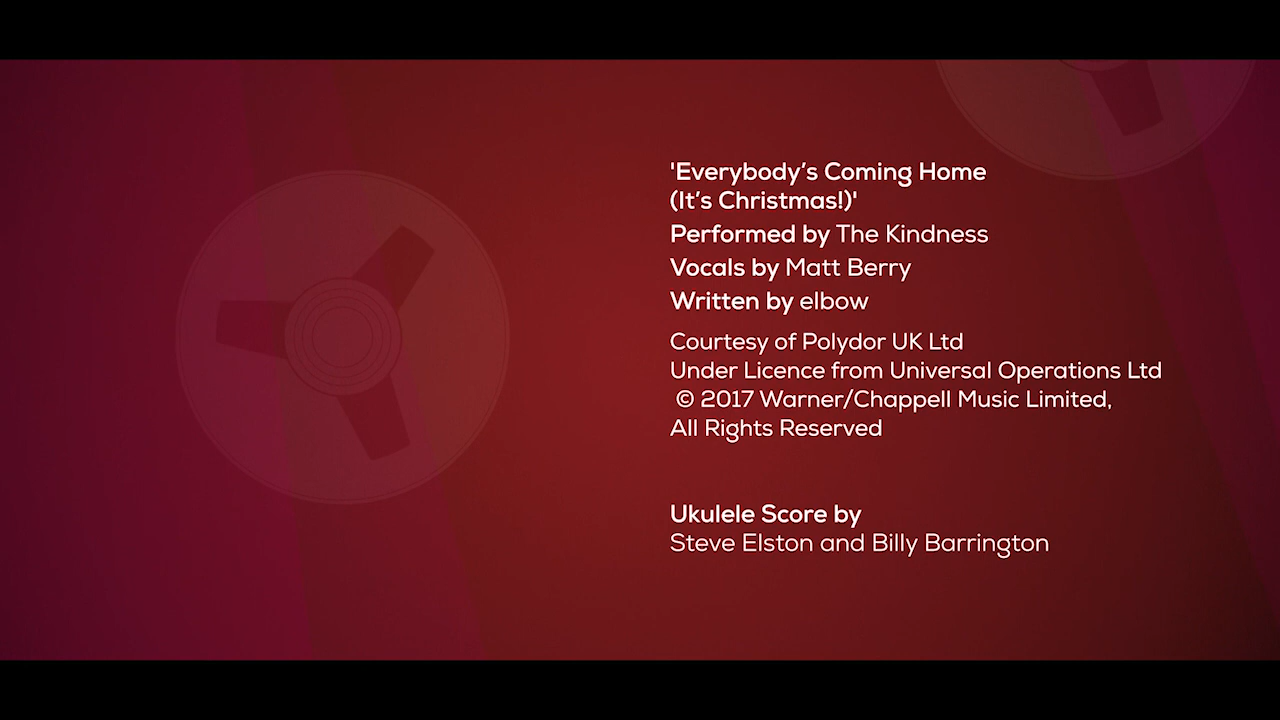 'Everybody’s Coming Home
(It’s Christmas!)'
Performed by The Kindness
Vocals by Matt Berry
Written by elbow
Courtesy of Polydor UK Ltd
Under Licence from Universal Operations Ltd
© 2017 Warner/Chappell Music Limited,
All Rights Reserved
Ukulele Score by
Steve Elston and Billy Barrington